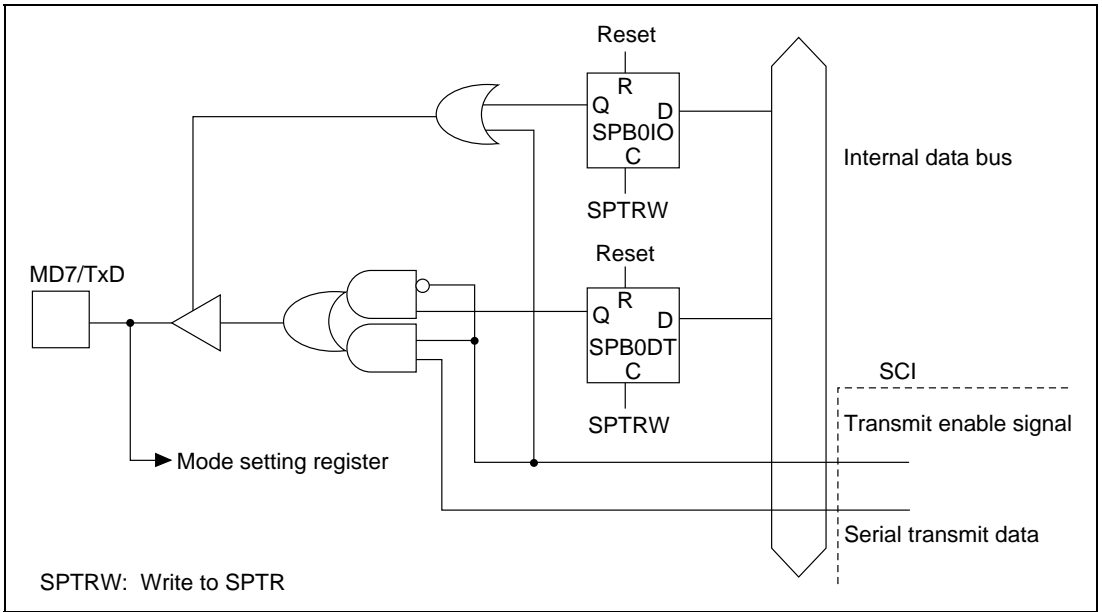 Reset
R
Q
D
SPB0IO
C
SPTRW
Internal data bus
Reset
MD7/TxD
R
Q
D
SPB0DT
C
SPTRW
SCI
Transmit enable signal
Mode setting register
Serial transmit data
SPTRW: Write to SPTR